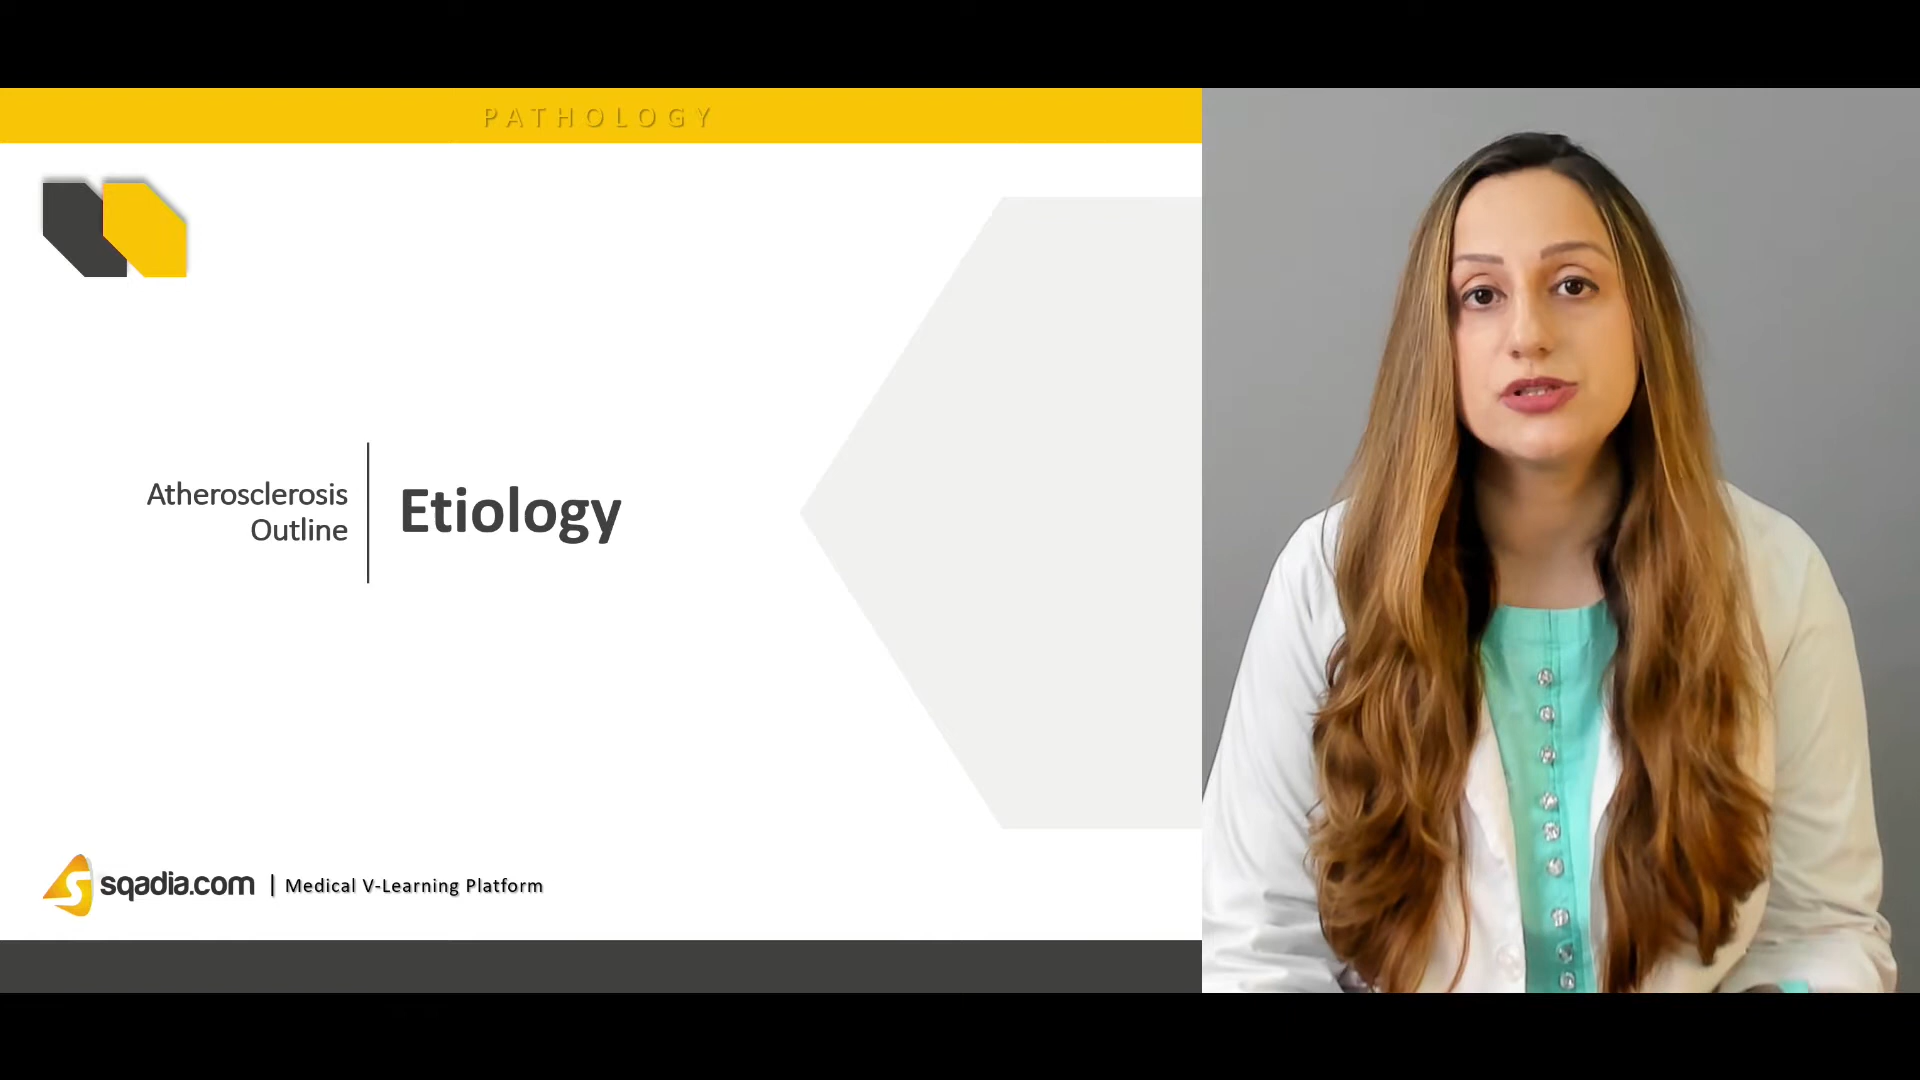 PATHOLOGY
Atherosclerosis
Outline
Etiology
sqadia.com | Medical V-Learning Platform